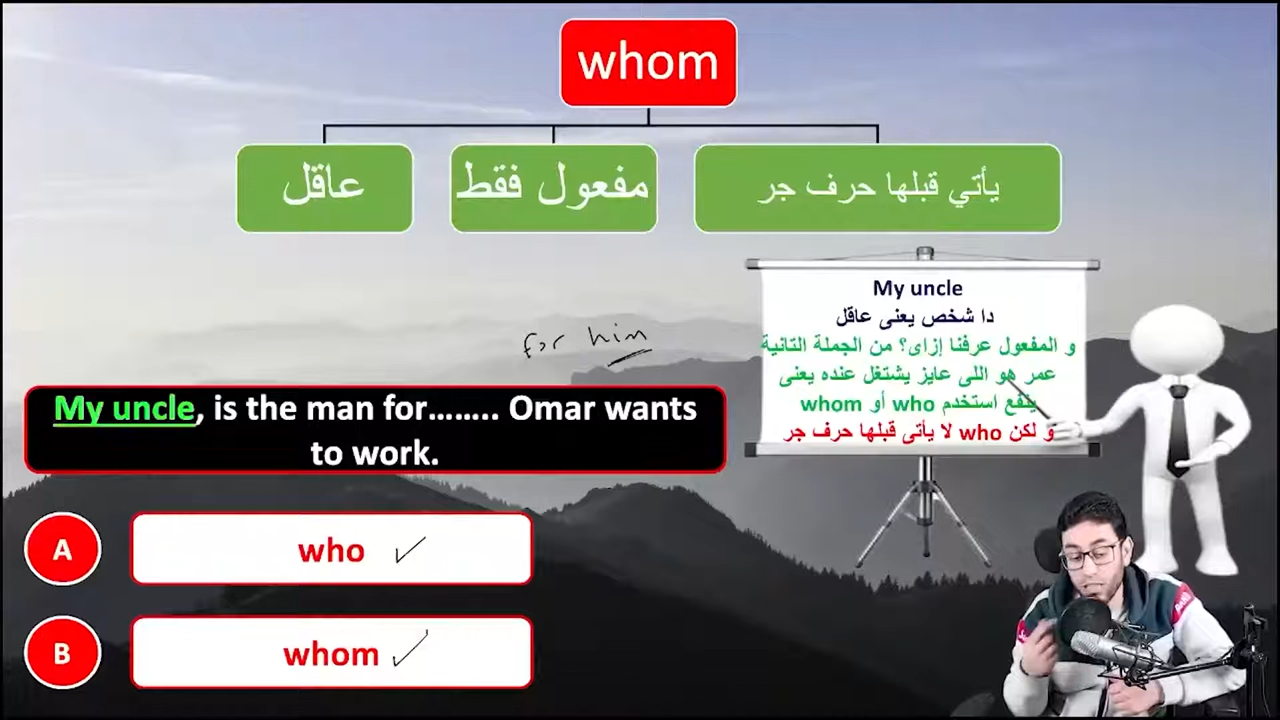 whom
عاقل
مفعول فقط
يأتي قبلها حرف جر
My uncle
دا شخص يعنى عاقل
و المفعول عرفنا إزاى؟ من الجملة التانية
عمر هو اللى عايز يشتغل عنده يعنى
ينفع استخدم who أو whom
و لكن who لا يأتى قبلها حرف جر
for him
My uncle, is the man for........ Omar wants
to work.
A
who
B
whom